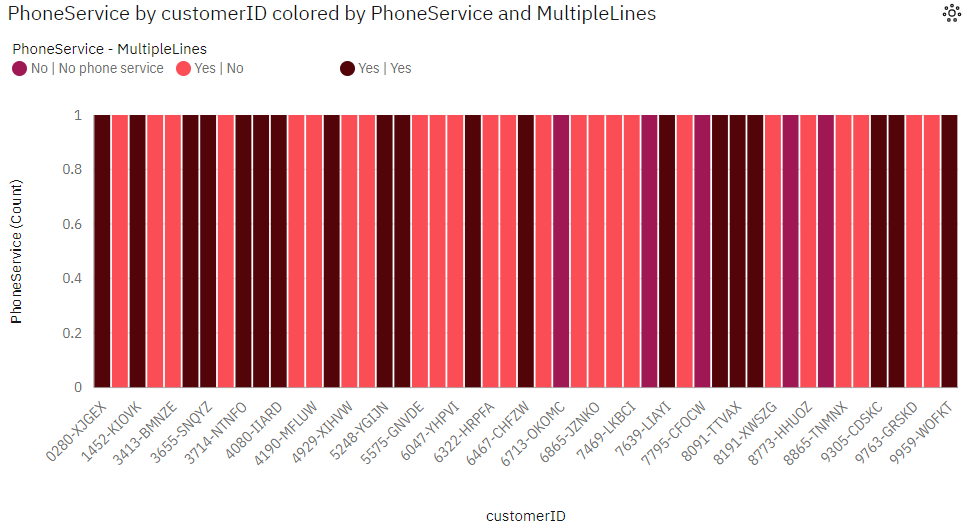 PhoneService by customerID colored by PhoneService and MultipleLines
PhoneService - MultipleLines
No | No phone service
Yes | No
Yes | Yes
PhoneService (Count)
1
0.8
0.6
0.4
0.2
0
0280-XJGEX
1452-KIOVK
3413-BMNZE
3655-SNQYZ
3714-NTNFO
4080-IIARD
4190-MFLUW
4929-XIHVW
5248-YGIJN
5575-GNVDE
6047-YHPVI
6322-HRPFA
6467-CHFZW
6713-OKOMC
6865-JZNKO
7469-LKBCI
7639-LIAYI
7795-CFOCW
8091-TTVAX
8191-XWSZG
8773-HHUOZ
8865-TNMNX
9305-CDSKC
9763-GRSKD
9959-WOFKT
customerID